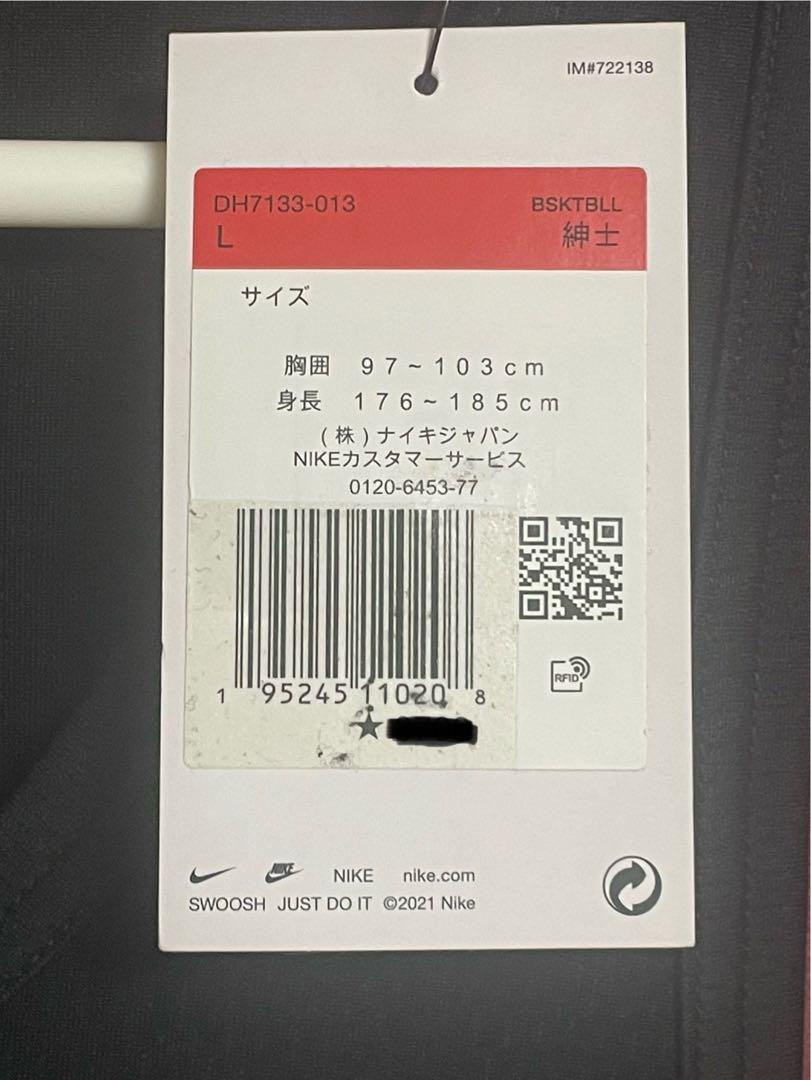 IM#722138
DH7133-013 BSKTBLL
L 紳士
サイズ
胸囲 97~103cm
身長 176~185cm
(株)ナイキジャパン
NIKEカスタマーサービス
0120-6453-77
RFID
1 95245 11020 8
NIKE NIKE nike.com
SWOOSH JUST DO IT ©2021 Nike